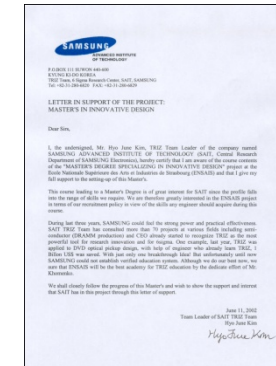 SAMSUNG
ADVANCED INSTITUTE
OF TECHNOLOGY
P.O.BOX 111 SUWON 440-600
KYUNG KI-DO KOREA
TRIZ Team, 6 Sigma Research Center, SAIT, SAMSUNG
Tel: +82-31-280-6829 FAX: +82-31-280-6829
LETTER IN SUPPORT OF THE PROJECT:
MASTER'S IN INNOVATIVE DESIGN
Dear Sirs,
I, the undersigned, Mr. Hyo June Kim, TRIZ Team Leader of the company named
SAMSUNG ADVANCED INSTITUTE OF TECHNOLOGY (SAIT, Central Research
Department of SAMSUNG Electronics), hereby certify that I am aware of the course contents
of the "MASTER'S DEGREE SPECIALIZING IN INNOVATIVE DESIGN" project at the
Ecole Nationale Supérieure des Arts et Industries de Strasbourg (ENSAIS) and that I give my
full support to the setting-up of this Master's.
This course leading to a Master's Degree is of great interest for SAIT since the profile falls
into the range of skills we require. We are therefore greatly interested in the ENSAIS project
in terms of our recruitment policy in view of the skills any engineer should acquire during this
course.
During last three years, SAMSUNG could feel the strong power and practical effectiveness.
SAIT TRIZ Team has consulted more than 70 projects at various fields including semi-
conductor (DRAMM production) and CEO already started to recognize TRIZ as the most
powerful tool for research innovation and for 6sigma. One example, last year, TRIZ was
applied to DVD optical pickup design, with help of engineer who already learn TRIZ, 1
Billion US$ was saved. With just only one breakthrough Idea! But unfortunately until now
SAMSUNG could not establish verified education system. Although we do our best now, we
sure that ENSAIS will be the best academy for TRIZ education by the dedicate effort of Mr.
Khomenko.
We shall closely follow the progress of this Master's and wish to show the support and interest
that SAIT has in this project through this letter of support.
June 11, 2002
Team Leader of SAIT TRIZ Team
Hyo June Kim
Hyo June Kim